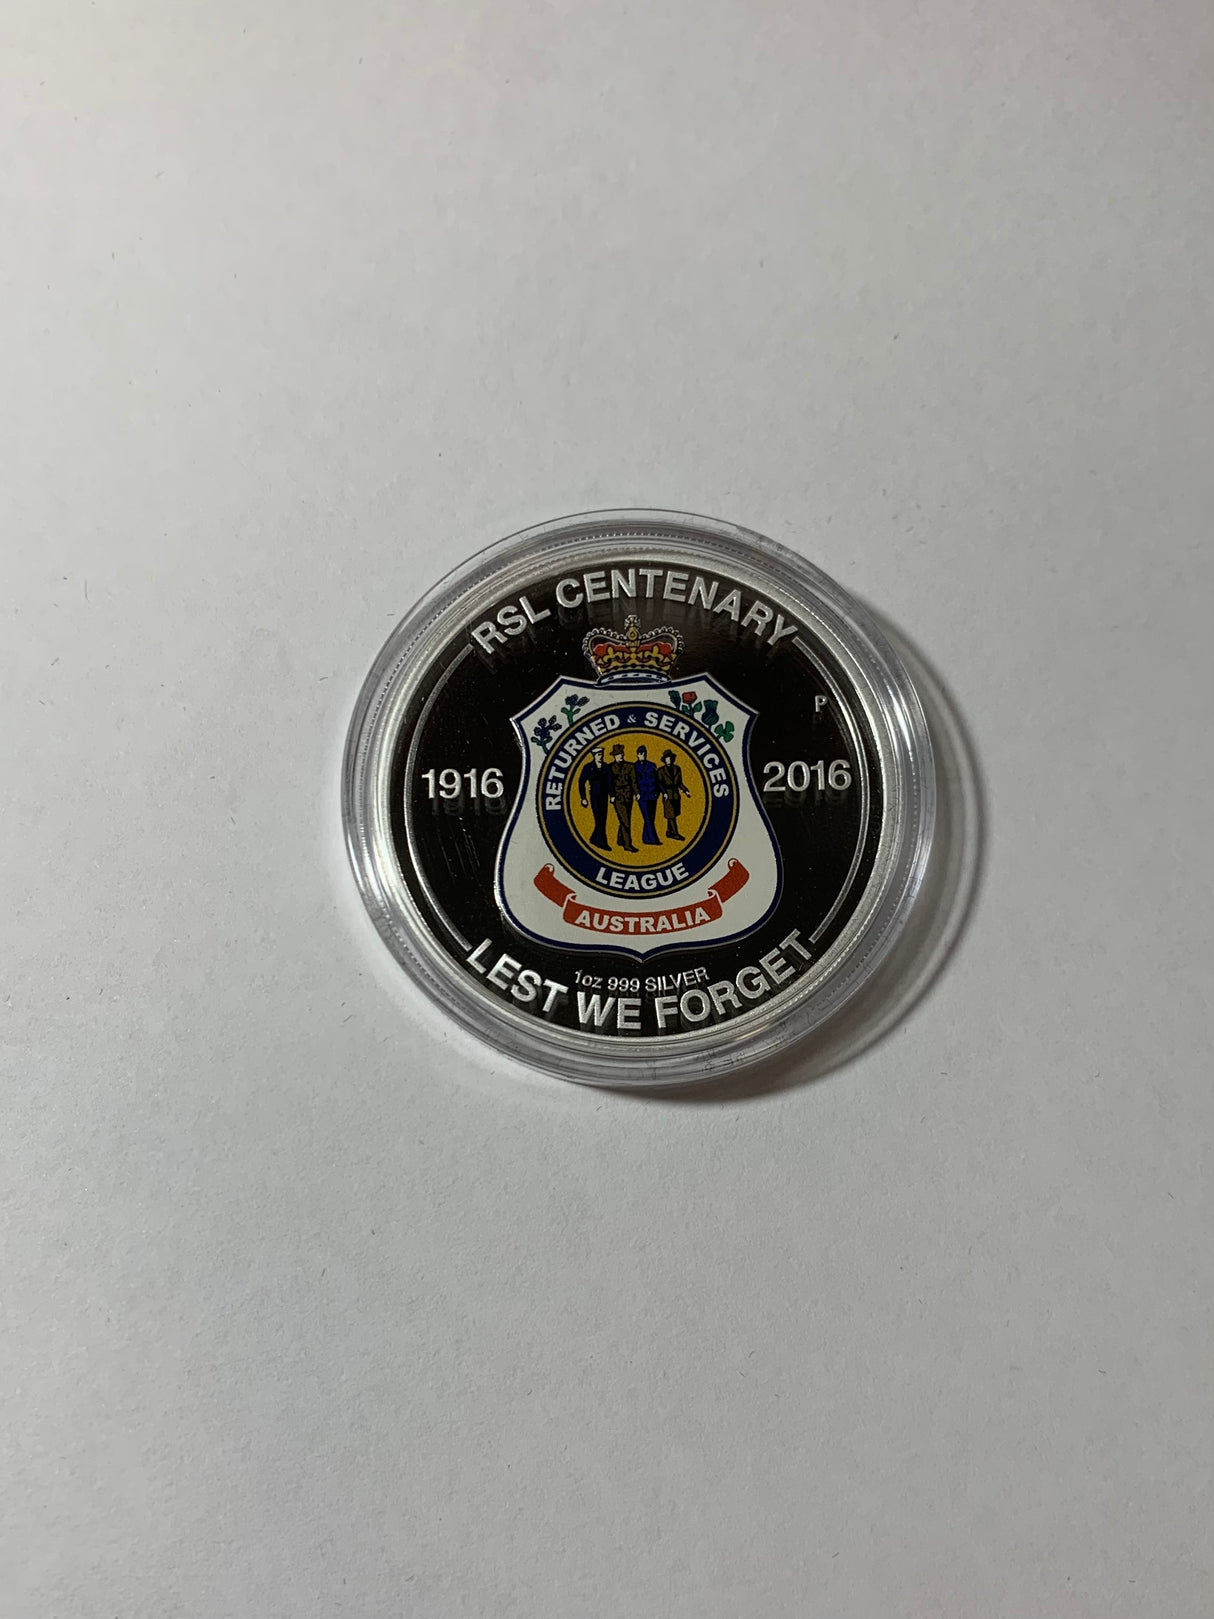 RSL CENTENARY
P
RETURNED & SERVICES
1916
2016
LEAGUE
AUSTRALIA
1oz 999 SILVER
LEST WE FORGET